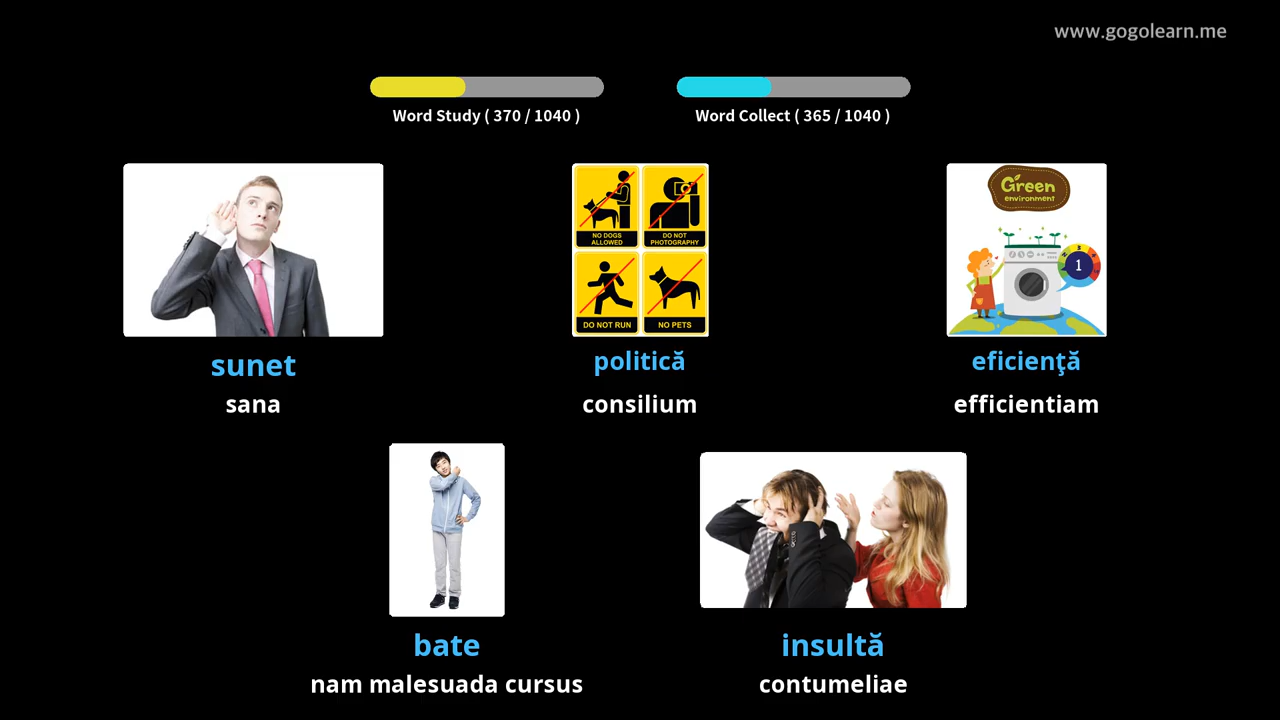 www.gogolearn.me
Word Study ( 370 / 1040 )
Word Collect ( 365 / 1040 )
NO DOGS
ALLOWED
DO NOT
PHOTOGRAPHY
DO NOT RUN
NO PETS
Green
environment
1
sunet
politică
eficienţă
sana
consilium
efficientiam
bate
insultă
nam malesuada cursus
contumeliae